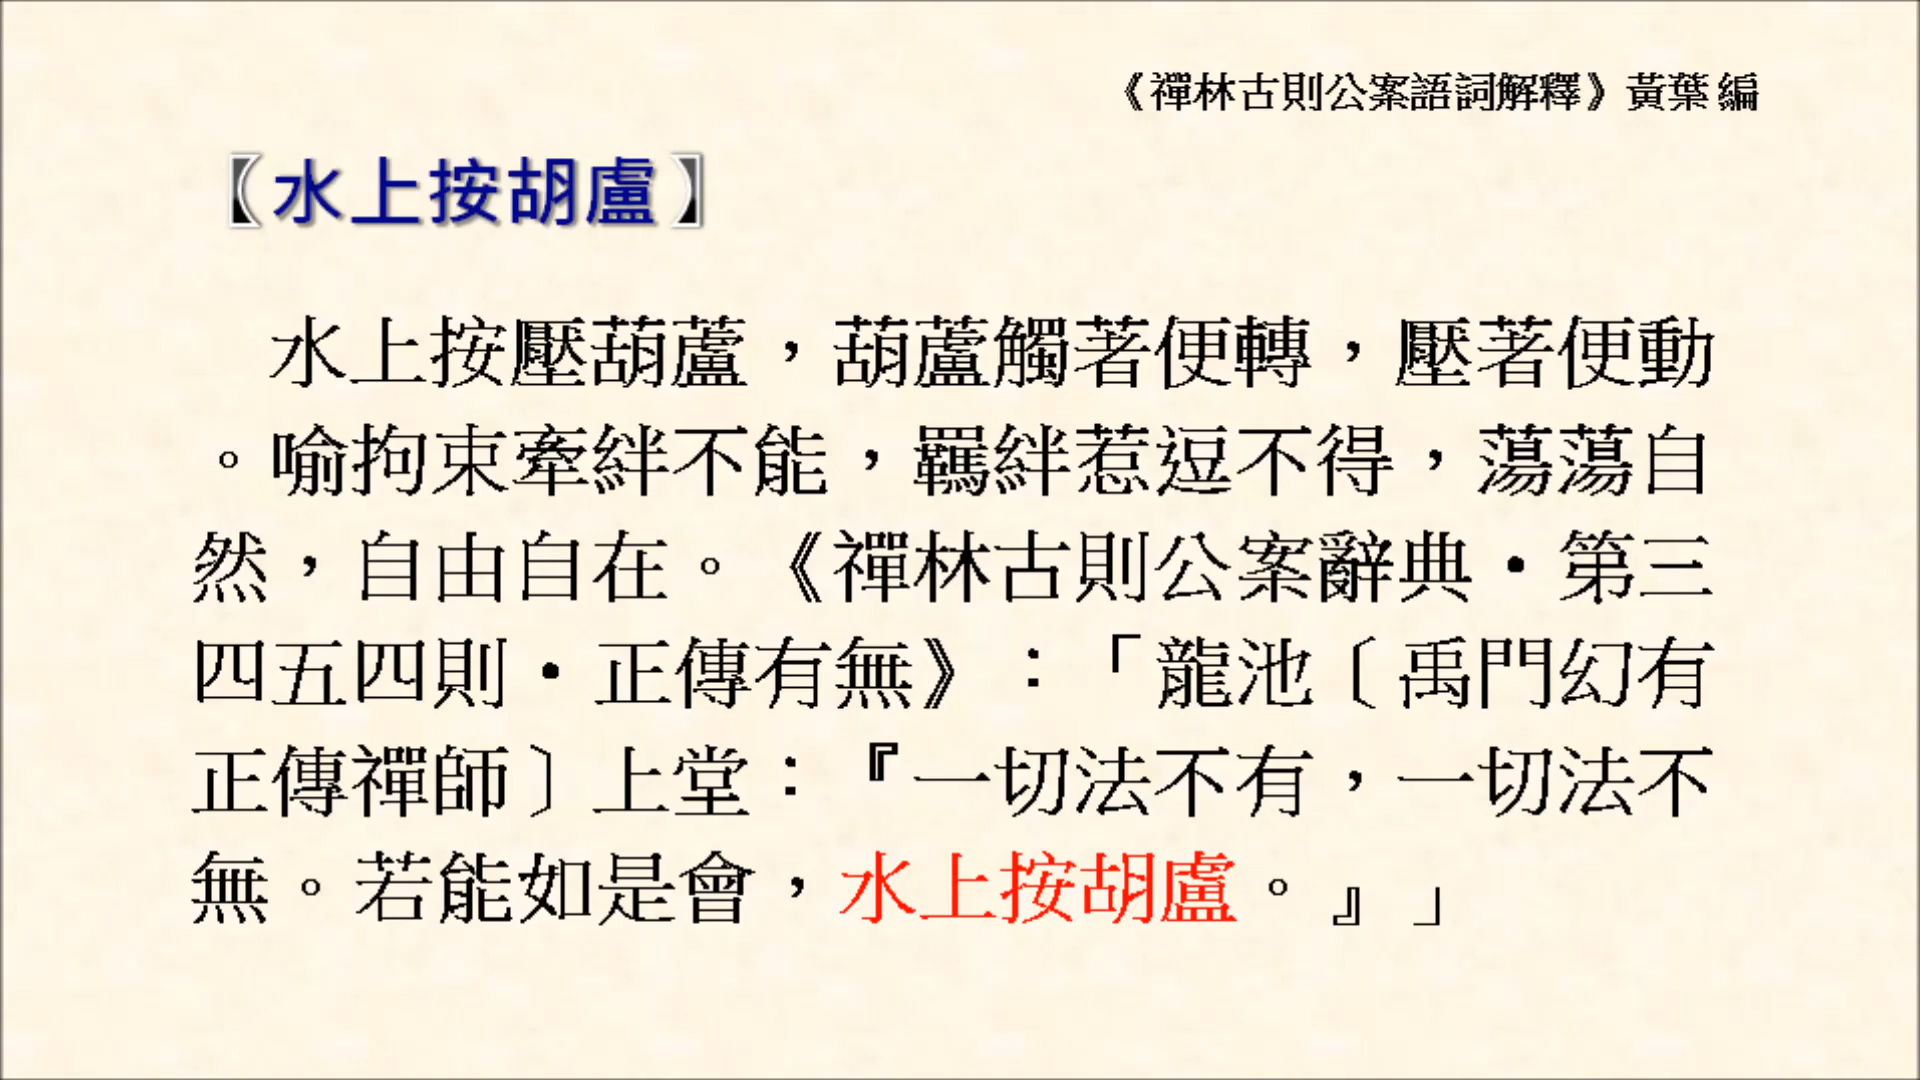 《禪林古則公案語詞解釋》黃葉編
【水上按胡盧】
水上按壓葫蘆，葫蘆觸著便轉，壓著便動
。喻拘束牽絆不能，羈絆惹逗不得，蕩蕩自
然，自由自在。《禪林古則公案辭典・第三
四五四則・正傳有無》：「龍池〔禹門幻有
正傳禪師〕上堂：『一切法不有，一切法不
無。若能如是會，水上按胡盧。』」